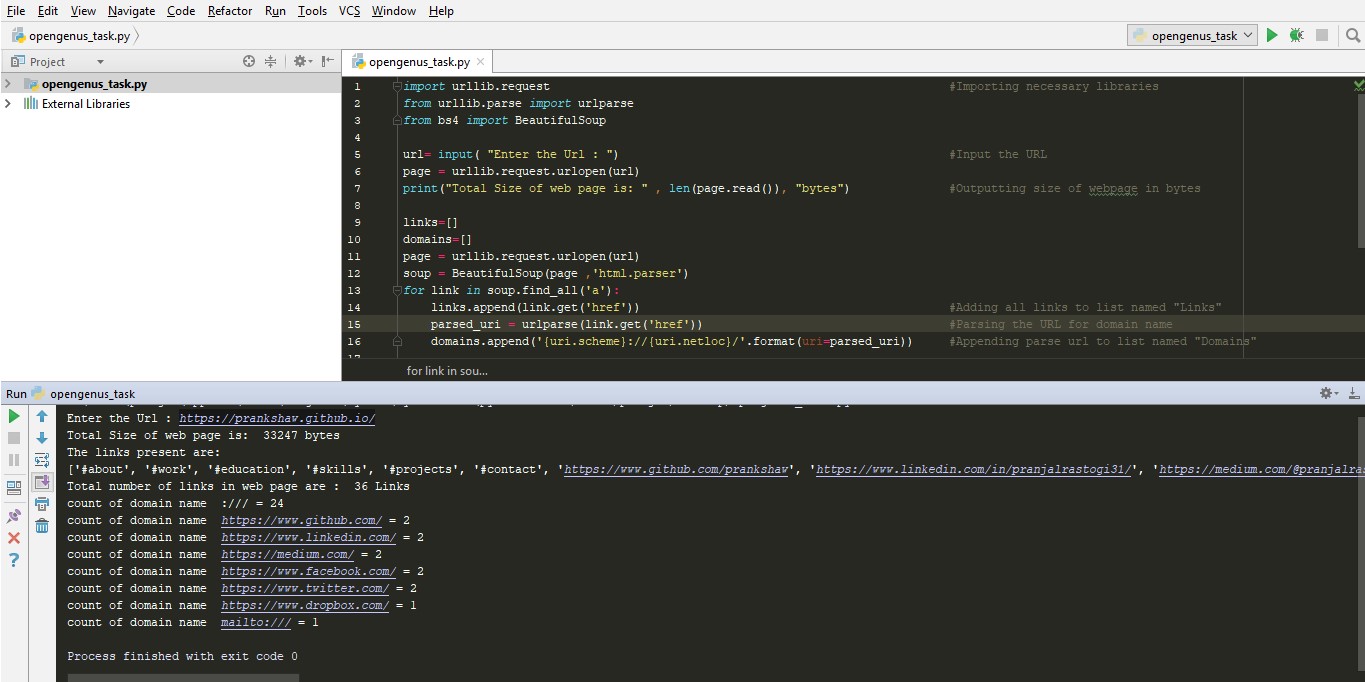 File Edit View Navigate Code Refactor Run Tools VCS Window Help
opengenus_task.py opengenus_task
Project opengenus_task.py
opengenus_task.py
External Libraries
1 import urllib.request #Importing necessary libraries
2 from urllib.parse import urlparse
3 from bs4 import BeautifulSoup
4
5 url= input( "Enter the Url : ") #Input the URL
6 page = urllib.request.urlopen(url)
7 print("Total Size of web page is: " , len(page.read()), "bytes") #Outputting size of webpage in bytes
8
9 links=[]
10 domains=[]
11 page = urllib.request.urlopen(url)
12 soup = BeautifulSoup(page ,'html.parser')
13 for link in soup.find_all('a'):
14 links.append(link.get('href')) #Adding all links to list named "Links"
15 parsed_uri = urlparse(link.get('href')) #Parsing the URL for domain name
16 domains.append('{uri.scheme}://{uri.netloc}/'.format(uri=parsed_uri)) #Appending parse url to list named "Domains"
17
for link in sou...
Run opengenus_task
Enter the Url : https://prankshaw.github.io/
Total Size of web page is:  33247 bytes
The links present are:
['#about', '#work', '#education', '#skills', '#projects', '#contact', 'https://www.github.com/prankshaw', 'https://www.linkedin.com/in/pranjalrastogi31/', 'https://medium.com/@pranjalras
Total number of links in web page are :  36 Links
count of domain name  :/// = 24
count of domain name  https://www.github.com/ = 2
count of domain name  https://www.linkedin.com/ = 2
count of domain name  https://medium.com/ = 2
count of domain name  https://www.facebook.com/ = 2
count of domain name  https://www.twitter.com/ = 2
count of domain name  https://www.dropbox.com/ = 1
count of domain name  mailto:/// = 1
Process finished with exit code 0